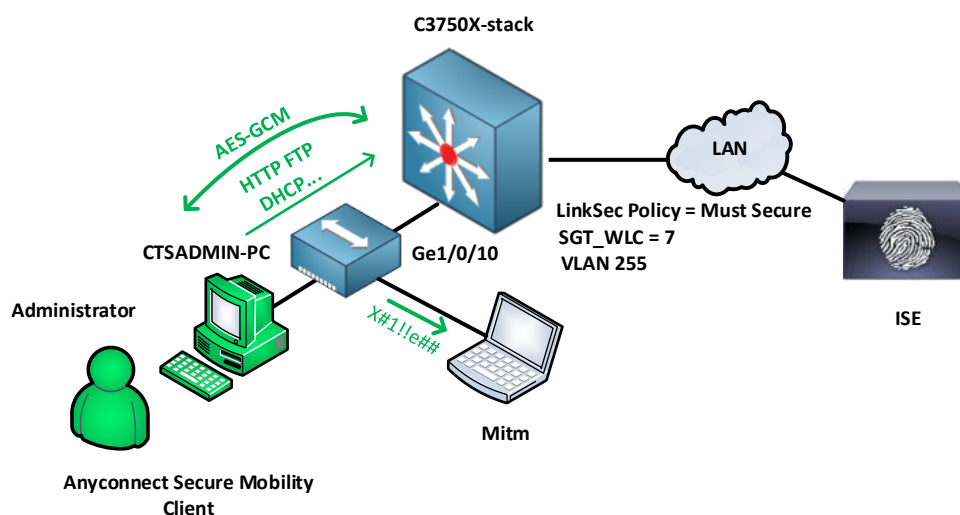 C3750X-stack
AES-GCM
HTTP FTP
DHCP...
LAN
LinkSec Policy = Must Secure
SGT_WLC = 7
VLAN 255
CTSADMIN-PC
Ge1/0/10
Administrator
X#1!!e##
ISE
Mitm
Anyconnect Secure Mobility
Client